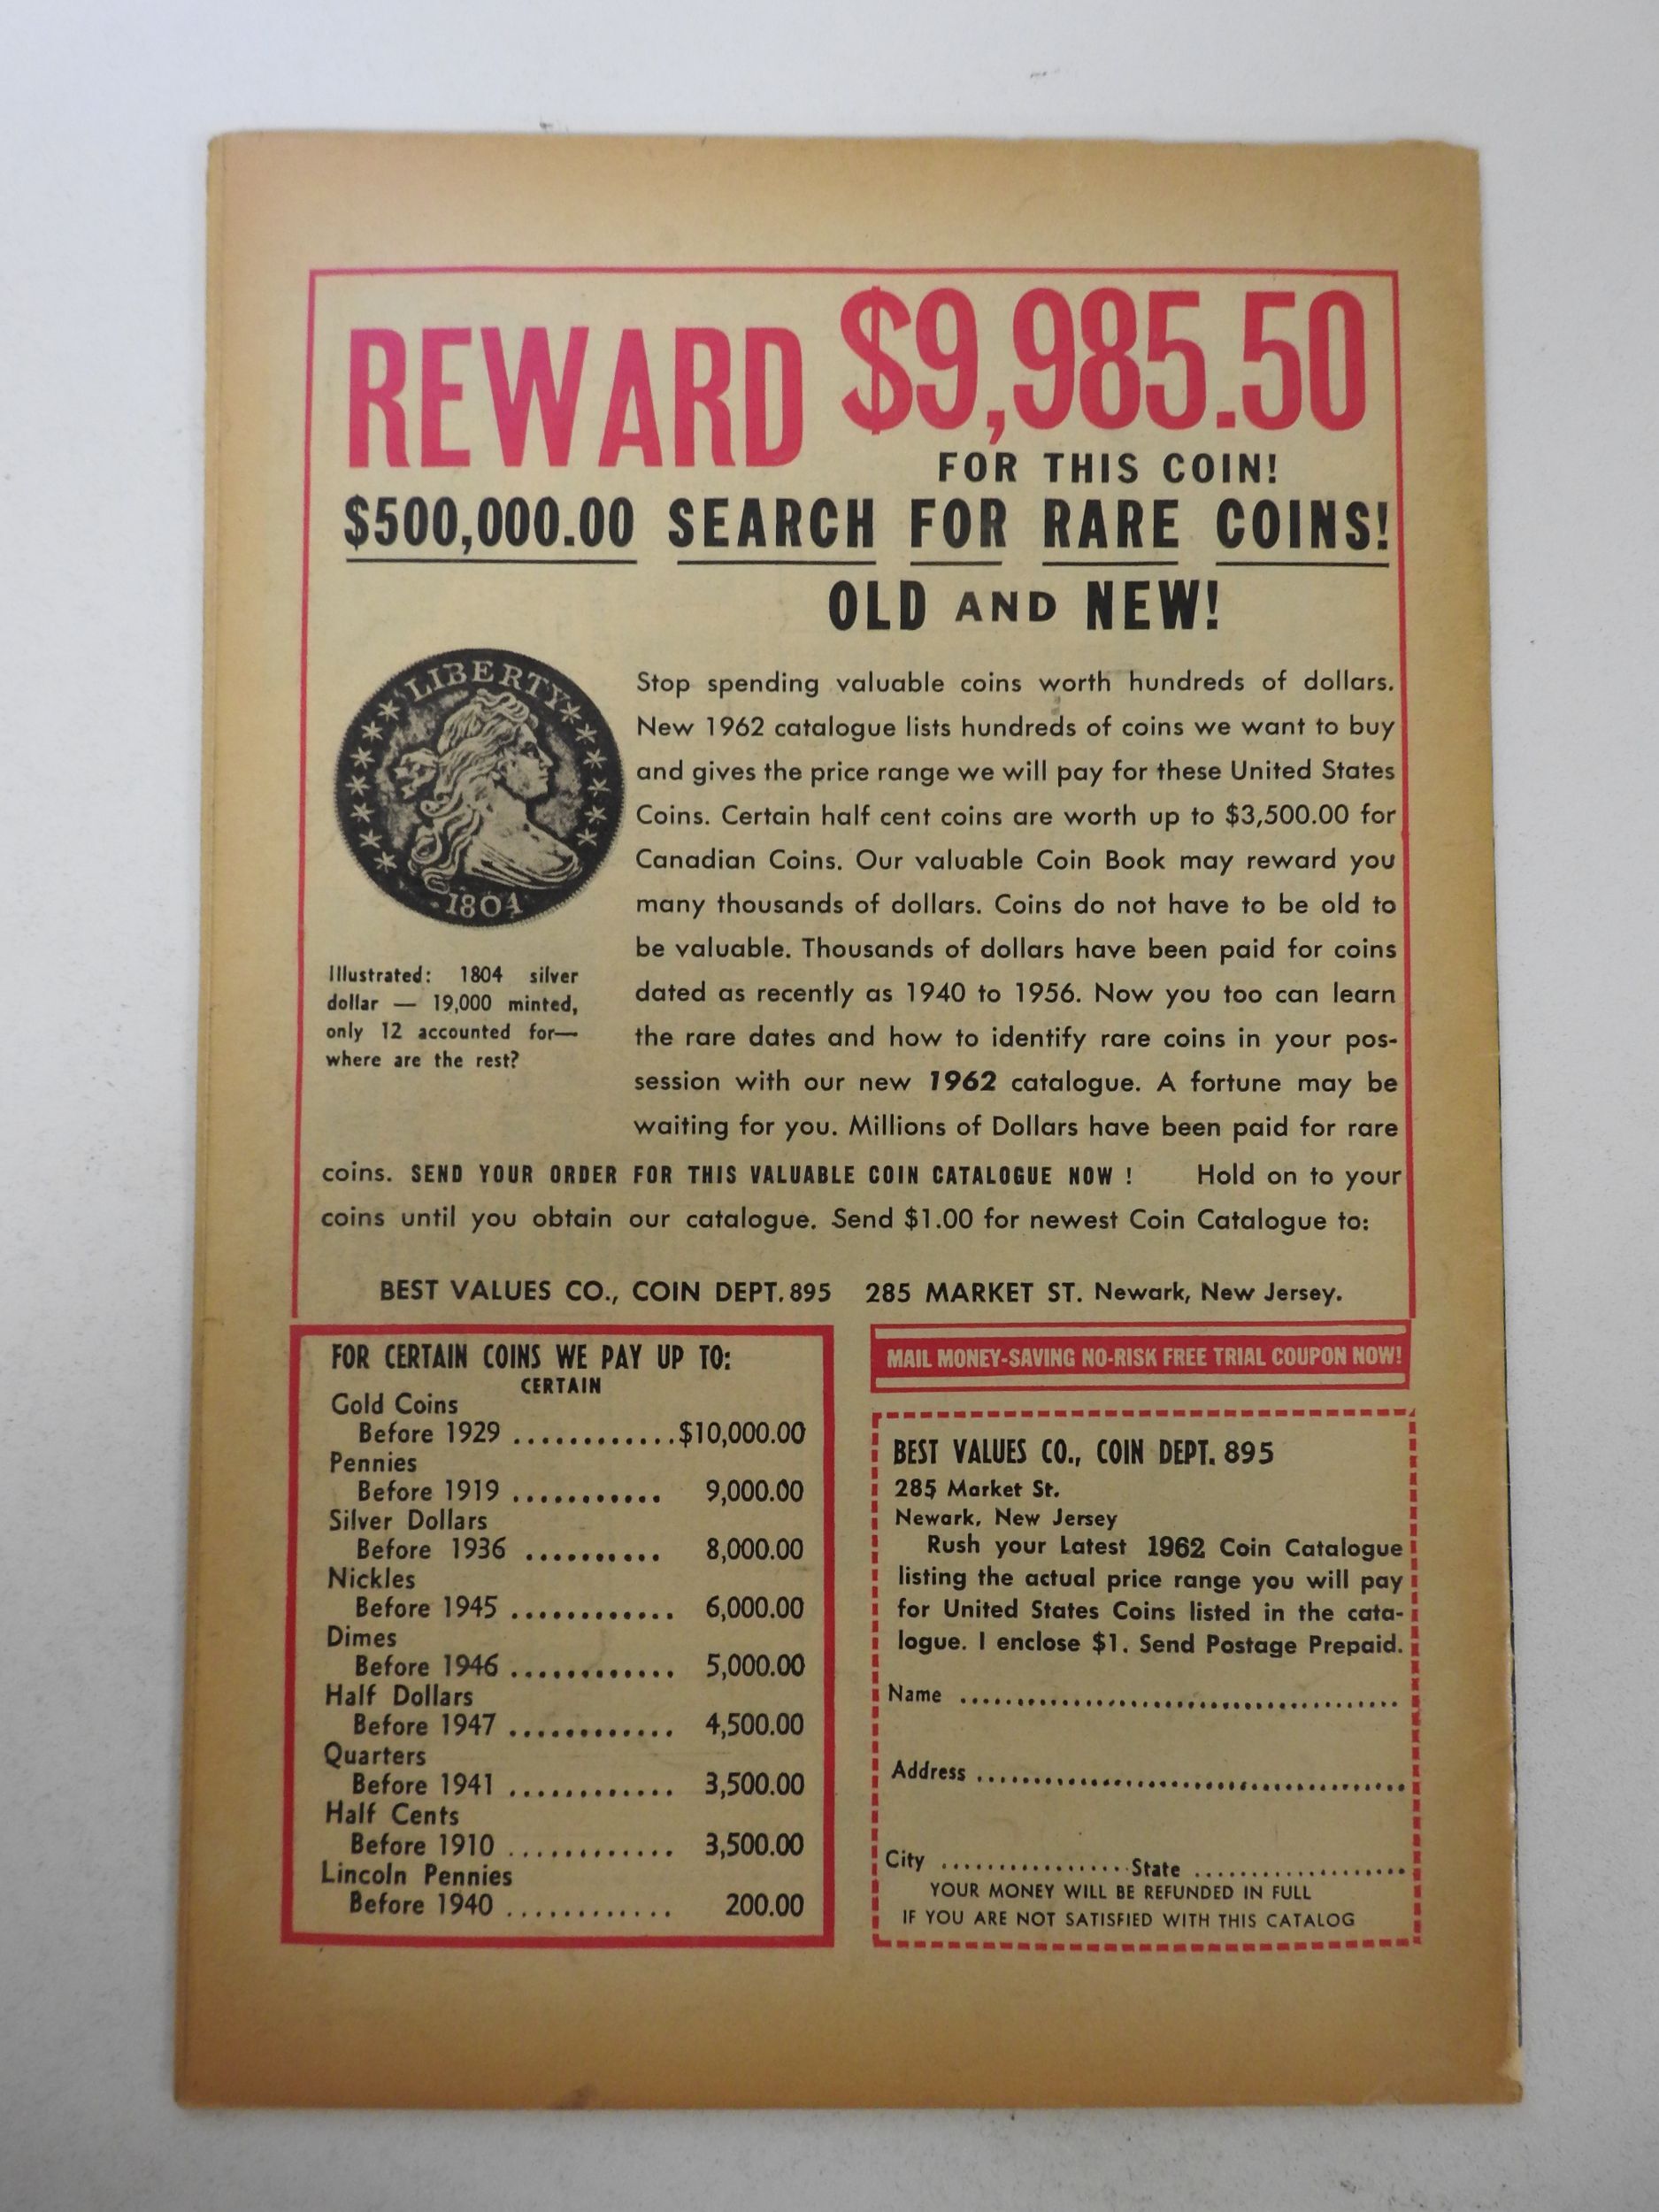 REWARD $9,985.50
FOR THIS COIN!
$500,000.00 SEARCH FOR RARE COINS!
OLD AND NEW!
LIBERTY
1804
Illustrated: 1804 silver
dollar — 19,000 minted,
only 12 accounted for—
where are the rest?
Stop spending valuable coins worth hundreds of dollars.
New 1962 catalogue lists hundreds of coins we want to buy
and gives the price range we will pay for these United States
Coins. Certain half cent coins are worth up to $3,500.00 for
Canadian Coins. Our valuable Coin Book may reward you
many thousands of dollars. Coins do not have to be old to
be valuable. Thousands of dollars have been paid for coins
dated as recently as 1940 to 1956. Now you too can learn
the rare dates and how to identify rare coins in your pos-
session with our new 1962 catalogue. A fortune may be
waiting for you. Millions of Dollars have been paid for rare
coins. SEND YOUR ORDER FOR THIS VALUABLE COIN CATALOGUE NOW ! Hold on to your
coins until you obtain our catalogue. Send $1.00 for newest Coin Catalogue to:
BEST VALUES CO., COIN DEPT. 895 285 MARKET ST. Newark, New Jersey.
FOR CERTAIN COINS WE PAY UP TO:
CERTAIN
Gold Coins
Before 1929 ............$10,000.00
Pennies
Before 1919 ........... 9,000.00
Silver Dollars
Before 1936 .......... 8,000.00
Nickles
Before 1945 ............ 6,000.00
Dimes
Before 1946 ............ 5,000.00
Half Dollars
Before 1947 ............ 4,500.00
Quarters
Before 1941 ............ 3,500.00
Half Cents
Before 1910 ............ 3,500.00
Lincoln Pennies
Before 1940 ............ 200.00
MAIL MONEY-SAVING NO-RISK FREE TRIAL COUPON NOW!
BEST VALUES CO., COIN DEPT. 895
285 Market St.
Newark, New Jersey
Rush your Latest 1962 Coin Catalogue
listing the actual price range you will pay
for United States Coins listed in the cata-
logue. I enclose $1. Send Postage Prepaid.
Name ........................................
Address ......................................
City .................State ...................
YOUR MONEY WILL BE REFUNDED IN FULL
IF YOU ARE NOT SATISFIED WITH THIS CATALOG